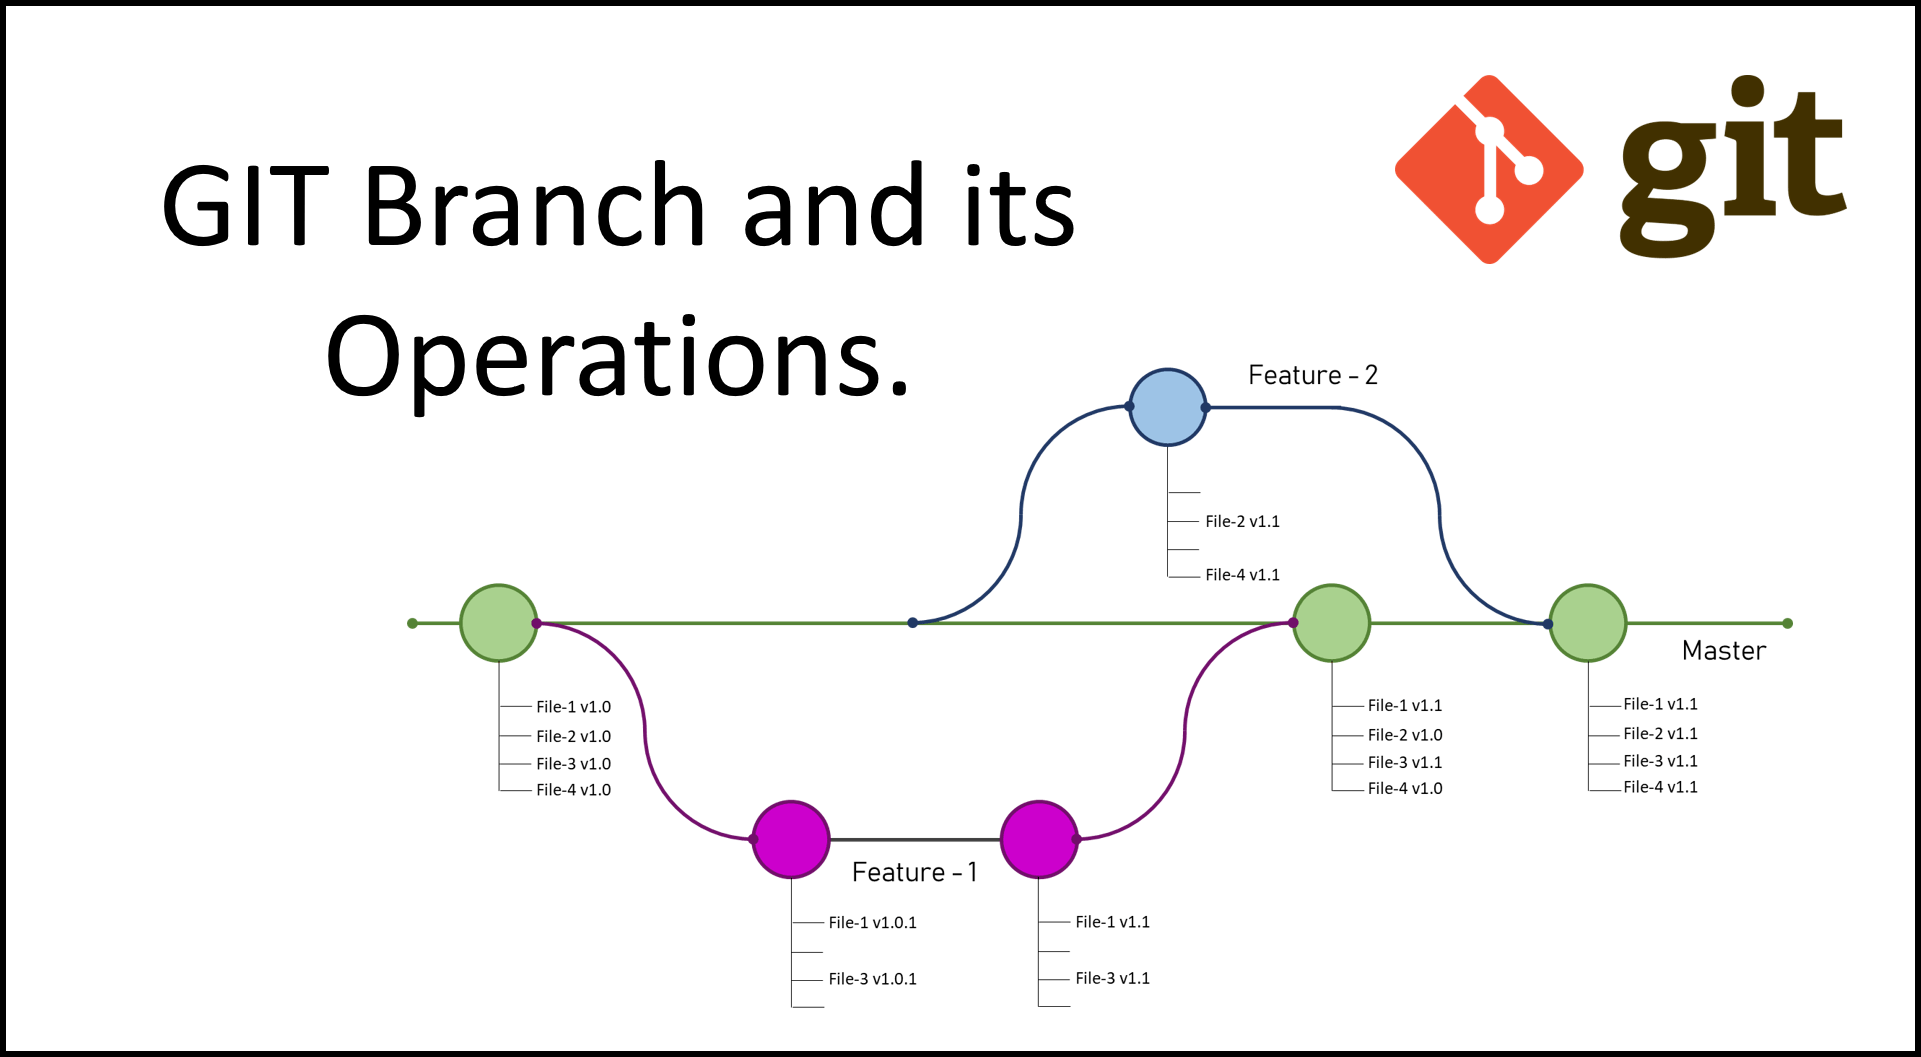 GIT Branch and its
Operations.
git
Feature - 2
File-2 v1.1
File-4 v1.1
Master
File-1 v1.0
File-2 v1.0
File-3 v1.0
File-4 v1.0
File-1 v1.1
File-2 v1.0
File-3 v1.1
File-4 v1.0
File-1 v1.1
File-2 v1.1
File-3 v1.1
File-4 v1.1
Feature - 1
File-1 v1.0.1
File-3 v1.0.1
File-1 v1.1
File-3 v1.1